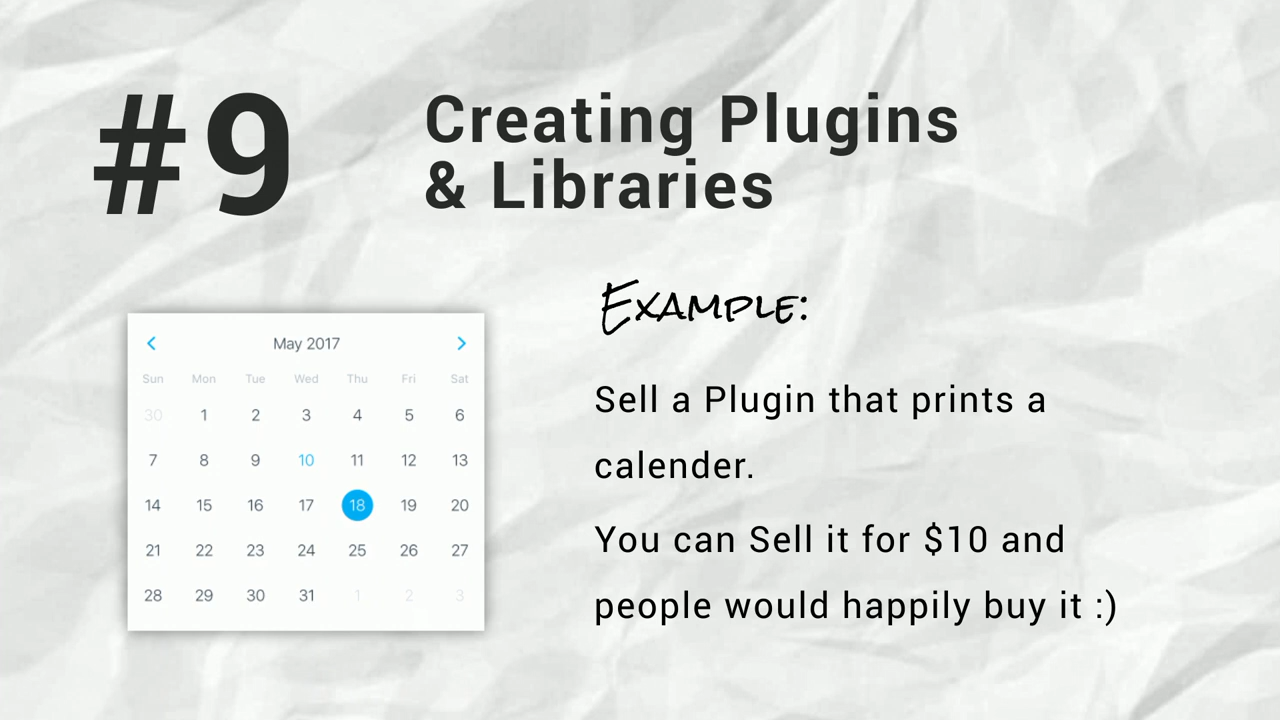 #9
Creating Plugins
& Libraries
Example:
May 2017
Sun Mon Tue Wed Thu Fri Sat
30 1 2 3 4 5 6
7 8 9 10 11 12 13
14 15 16 17 18 19 20
21 22 23 24 25 26 27
28 29 30 31 1 2 3
Sell a Plugin that prints a
calender.
You can Sell it for $10 and
people would happily buy it :)